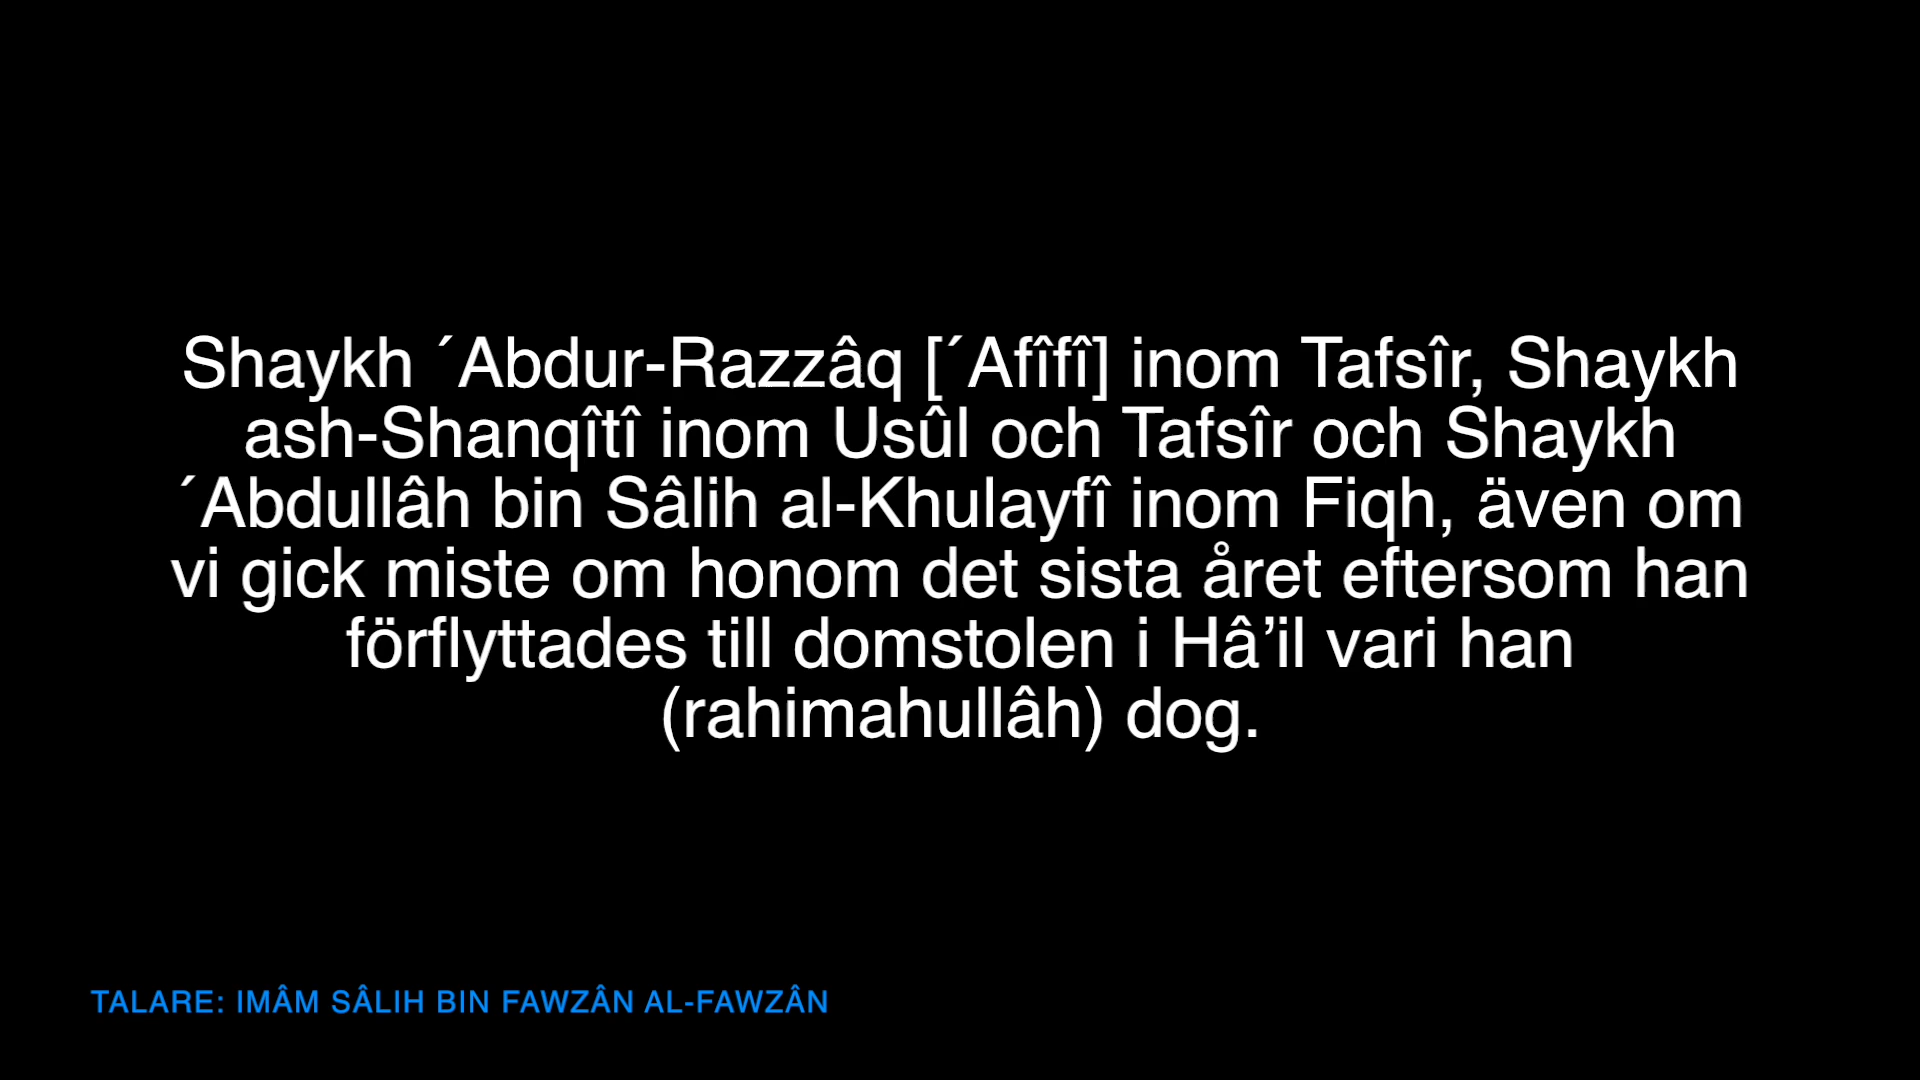 Shaykh ´Abdur-Razzâq [´Afîfî] inom Tafsîr, Shaykh
ash-Shanqîtî inom Usûl och Tafsîr och Shaykh
´Abdullâh bin Sâlih al-Khulayfî inom Fiqh, även om
vi gick miste om honom det sista året eftersom han
förflyttades till domstolen i Hâ’il vari han
(rahimahullâh) dog.
TALARE: IMÂM SÂLIH BIN FAWZÂN AL-FAWZÂN